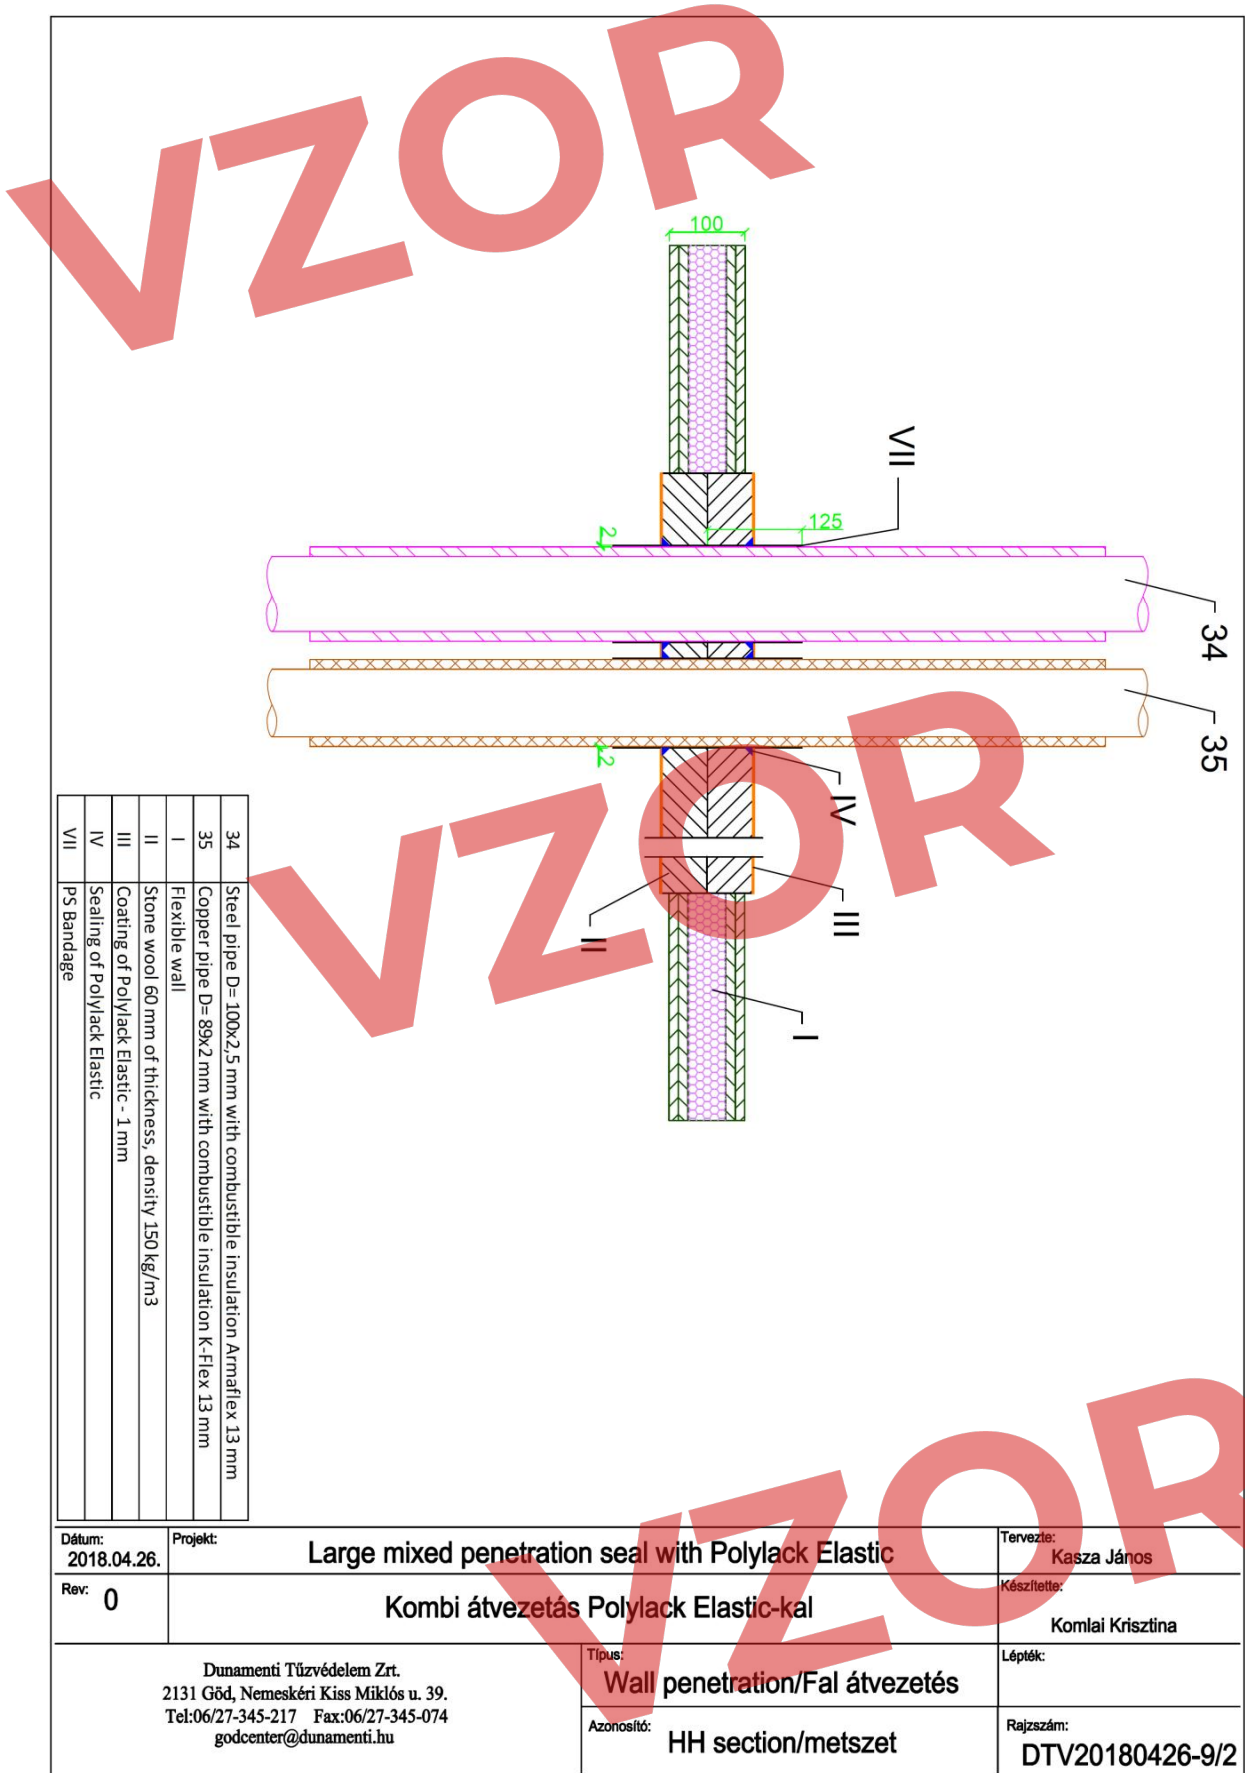 VZOR
100
VII
125
2
34
35
2
IV
III
II
I
VZOR
34 Steel pipe D= 100x2,5 mm with combustible insulation Armaflex 13 mm
35 Copper pipe D= 89x2 mm with combustible insulation K-Flex 13 mm
I Flexible wall
II Stone wool 60 mm of thickness, density 150 kg/m3
III Coating of Polylack Elastic - 1 mm
IV Sealing of Polylack Elastic
VII PS Bandage
VZOR
Dátum:
2018.04.26.
Projekt:
Large mixed penetration seal with Polylack Elastic
Tervezte:
Kasza János
Rev: 0
Kombi átvezetás Polylack Elastic-kal
Készítette:
Komlai Krisztina
Dunamenti Tűzvédelem Zrt.
2131 Göd, Nemeskéri Kiss Miklós u. 39.
Tel:06/27-345-217 Fax:06/27-345-074
godcenter@dunamenti.hu
Típus:
Wall penetration/Fal átvezetés
Lépték:
Azonosító:
HH section/metszet
Rajzszám:
DTV20180426-9/2